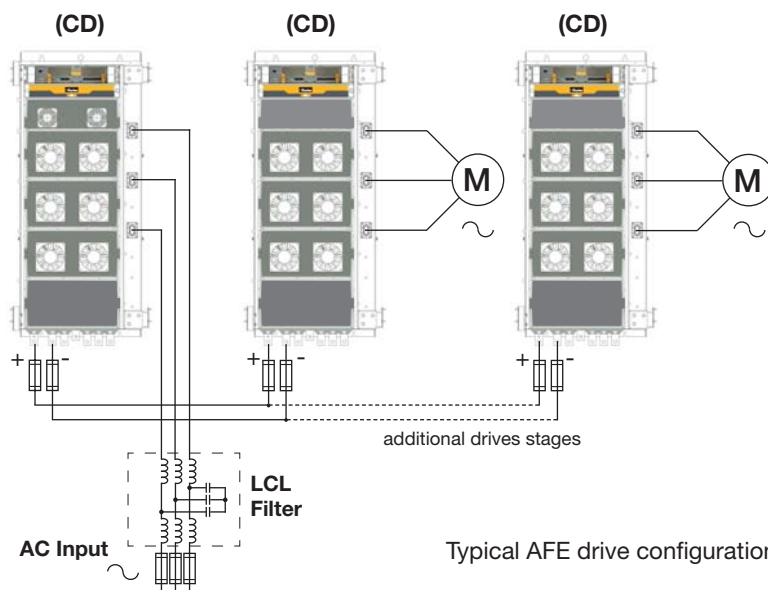 (CD)
(CD)
(CD)
M
M
+
-
+
-
+
-
additional drives stages
LCL
Filter
AC Input
Typical AFE drive configuration